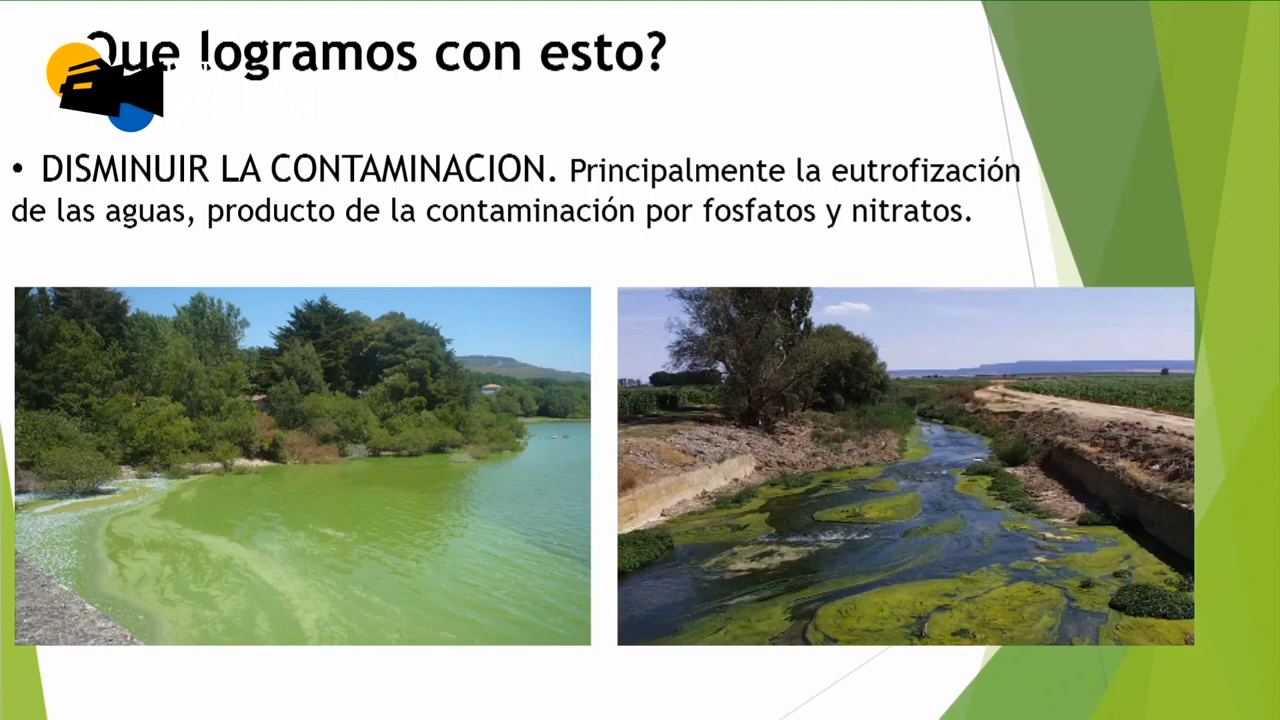 Que logramos con esto?
VISION
• DISMINUIR LA CONTAMINACION. Principalmente la eutrofización
de las aguas, producto de la contaminación por fosfatos y nitratos.